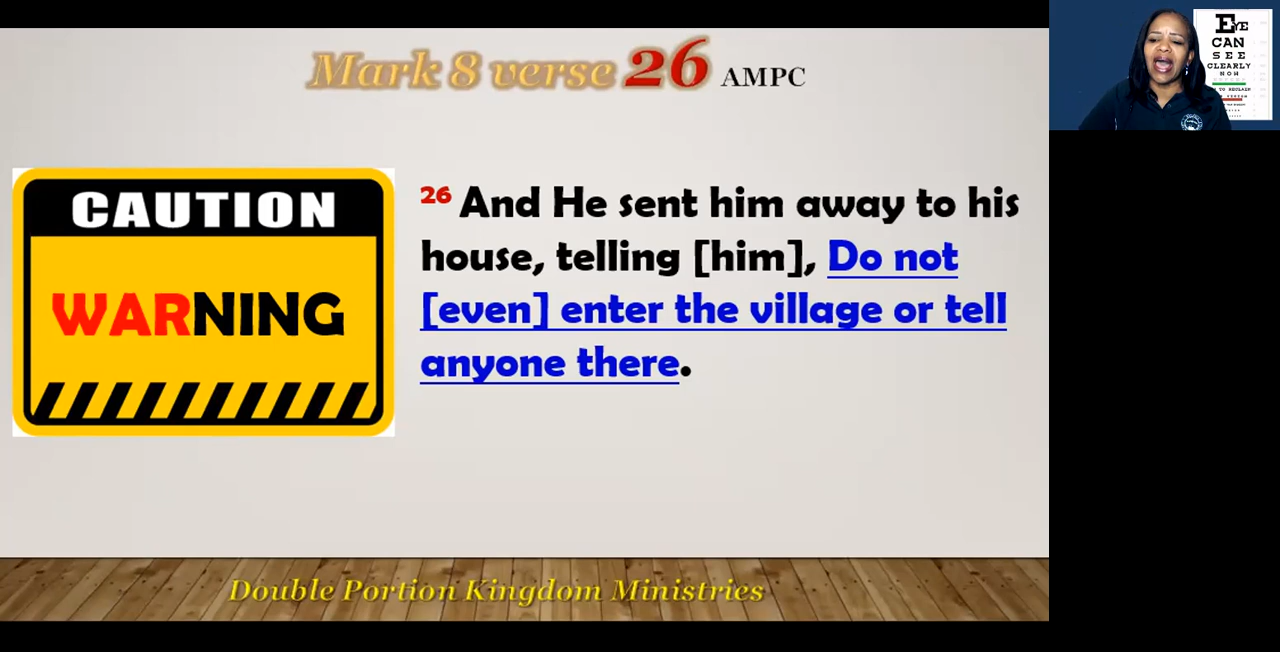 Mark 8 verse 26 AMPC
CAUTION
WARNING
26 And He sent him away to his
house, telling [him], Do not
[even] enter the village or tell
anyone there.
Double Portion Kingdom Ministries
EYE
CAN
SEE
CLEARLY
NOW